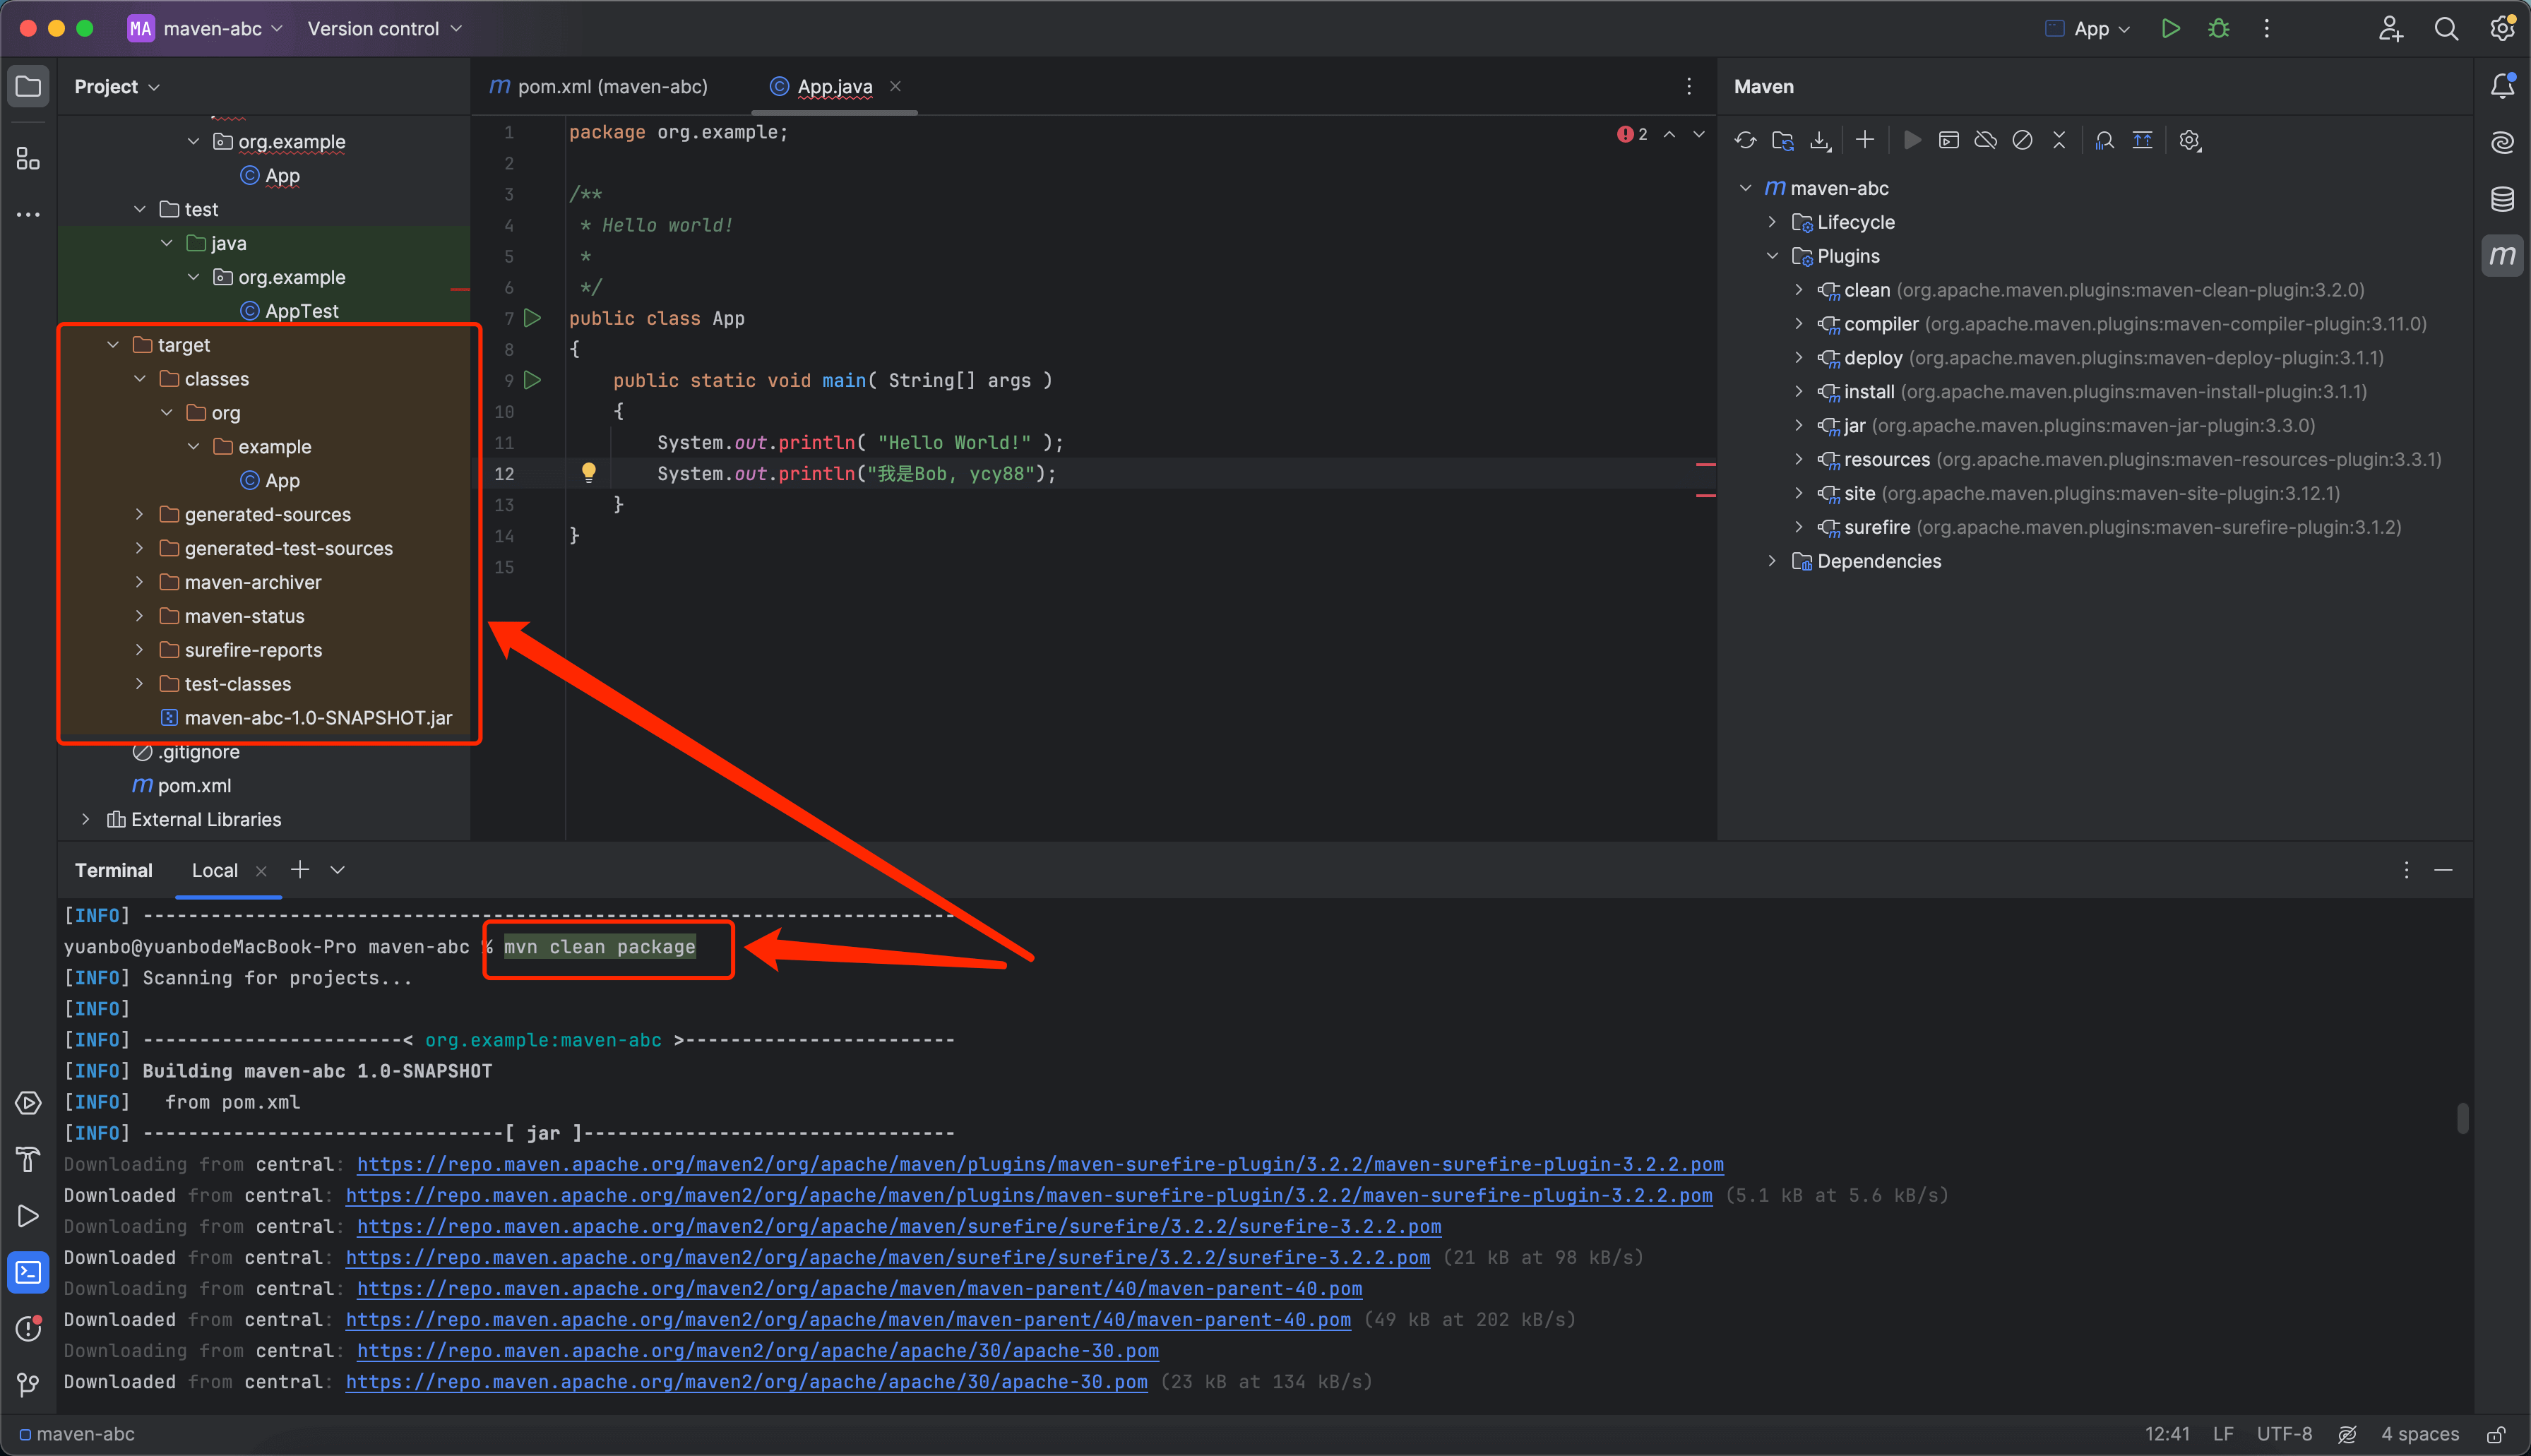 MA maven-abc Version control App
Project
org.example
App
test
java
org.example
AppTest
target
classes
org
example
App
generated-sources
generated-test-sources
maven-archiver
maven-status
surefire-reports
test-classes
maven-abc-1.0-SNAPSHOT.jar
.gitignore
pom.xml
External Libraries
pom.xml (maven-abc) App.java
2
1 package org.example;
2
3 /**
4 * Hello world!
5 *
6 */
7 public class App
8 {
9 public static void main( String[] args )
10 {
11 System.out.println( "Hello World!" );
12 System.out.println("我是Bob, ycy88");
13 }
14 }
15
Maven
maven-abc
Lifecycle
Plugins
clean (org.apache.maven.plugins:maven-clean-plugin:3.2.0)
compiler (org.apache.maven.plugins:maven-compiler-plugin:3.11.0)
deploy (org.apache.maven.plugins:maven-deploy-plugin:3.1.1)
install (org.apache.maven.plugins:maven-install-plugin:3.1.1)
jar (org.apache.maven.plugins:maven-jar-plugin:3.3.0)
resources (org.apache.maven.plugins:maven-resources-plugin:3.3.1)
site (org.apache.maven.plugins:maven-site-plugin:3.12.1)
surefire (org.apache.maven.plugins:maven-surefire-plugin:3.1.2)
Dependencies
Terminal Local
[INFO] ------------------------------------------------------------------------
yuanbo@yuanbodeMacBook-Pro maven-abc % mvn clean package
[INFO] Scanning for projects...
[INFO]
[INFO] -----------------------< org.example:maven-abc >------------------------
[INFO] Building maven-abc 1.0-SNAPSHOT
[INFO]   from pom.xml
[INFO] --------------------------------[ jar ]---------------------------------
Downloading from central: https://repo.maven.apache.org/maven2/org/apache/maven/plugins/maven-surefire-plugin/3.2.2/maven-surefire-plugin-3.2.2.pom
Downloaded from central: https://repo.maven.apache.org/maven2/org/apache/maven/plugins/maven-surefire-plugin/3.2.2/maven-surefire-plugin-3.2.2.pom (5.1 kB at 5.6 kB/s)
Downloading from central: https://repo.maven.apache.org/maven2/org/apache/maven/surefire/surefire/3.2.2/surefire-3.2.2.pom
Downloaded from central: https://repo.maven.apache.org/maven2/org/apache/maven/surefire/surefire/3.2.2/surefire-3.2.2.pom (21 kB at 98 kB/s)
Downloading from central: https://repo.maven.apache.org/maven2/org/apache/maven/maven-parent/40/maven-parent-40.pom
Downloaded from central: https://repo.maven.apache.org/maven2/org/apache/maven/maven-parent/40/maven-parent-40.pom (49 kB at 202 kB/s)
Downloading from central: https://repo.maven.apache.org/maven2/org/apache/apache/30/apache-30.pom
Downloaded from central: https://repo.maven.apache.org/maven2/org/apache/apache/30/apache-30.pom (23 kB at 134 kB/s)
maven-abc 12:41 LF UTF-8 4 spaces